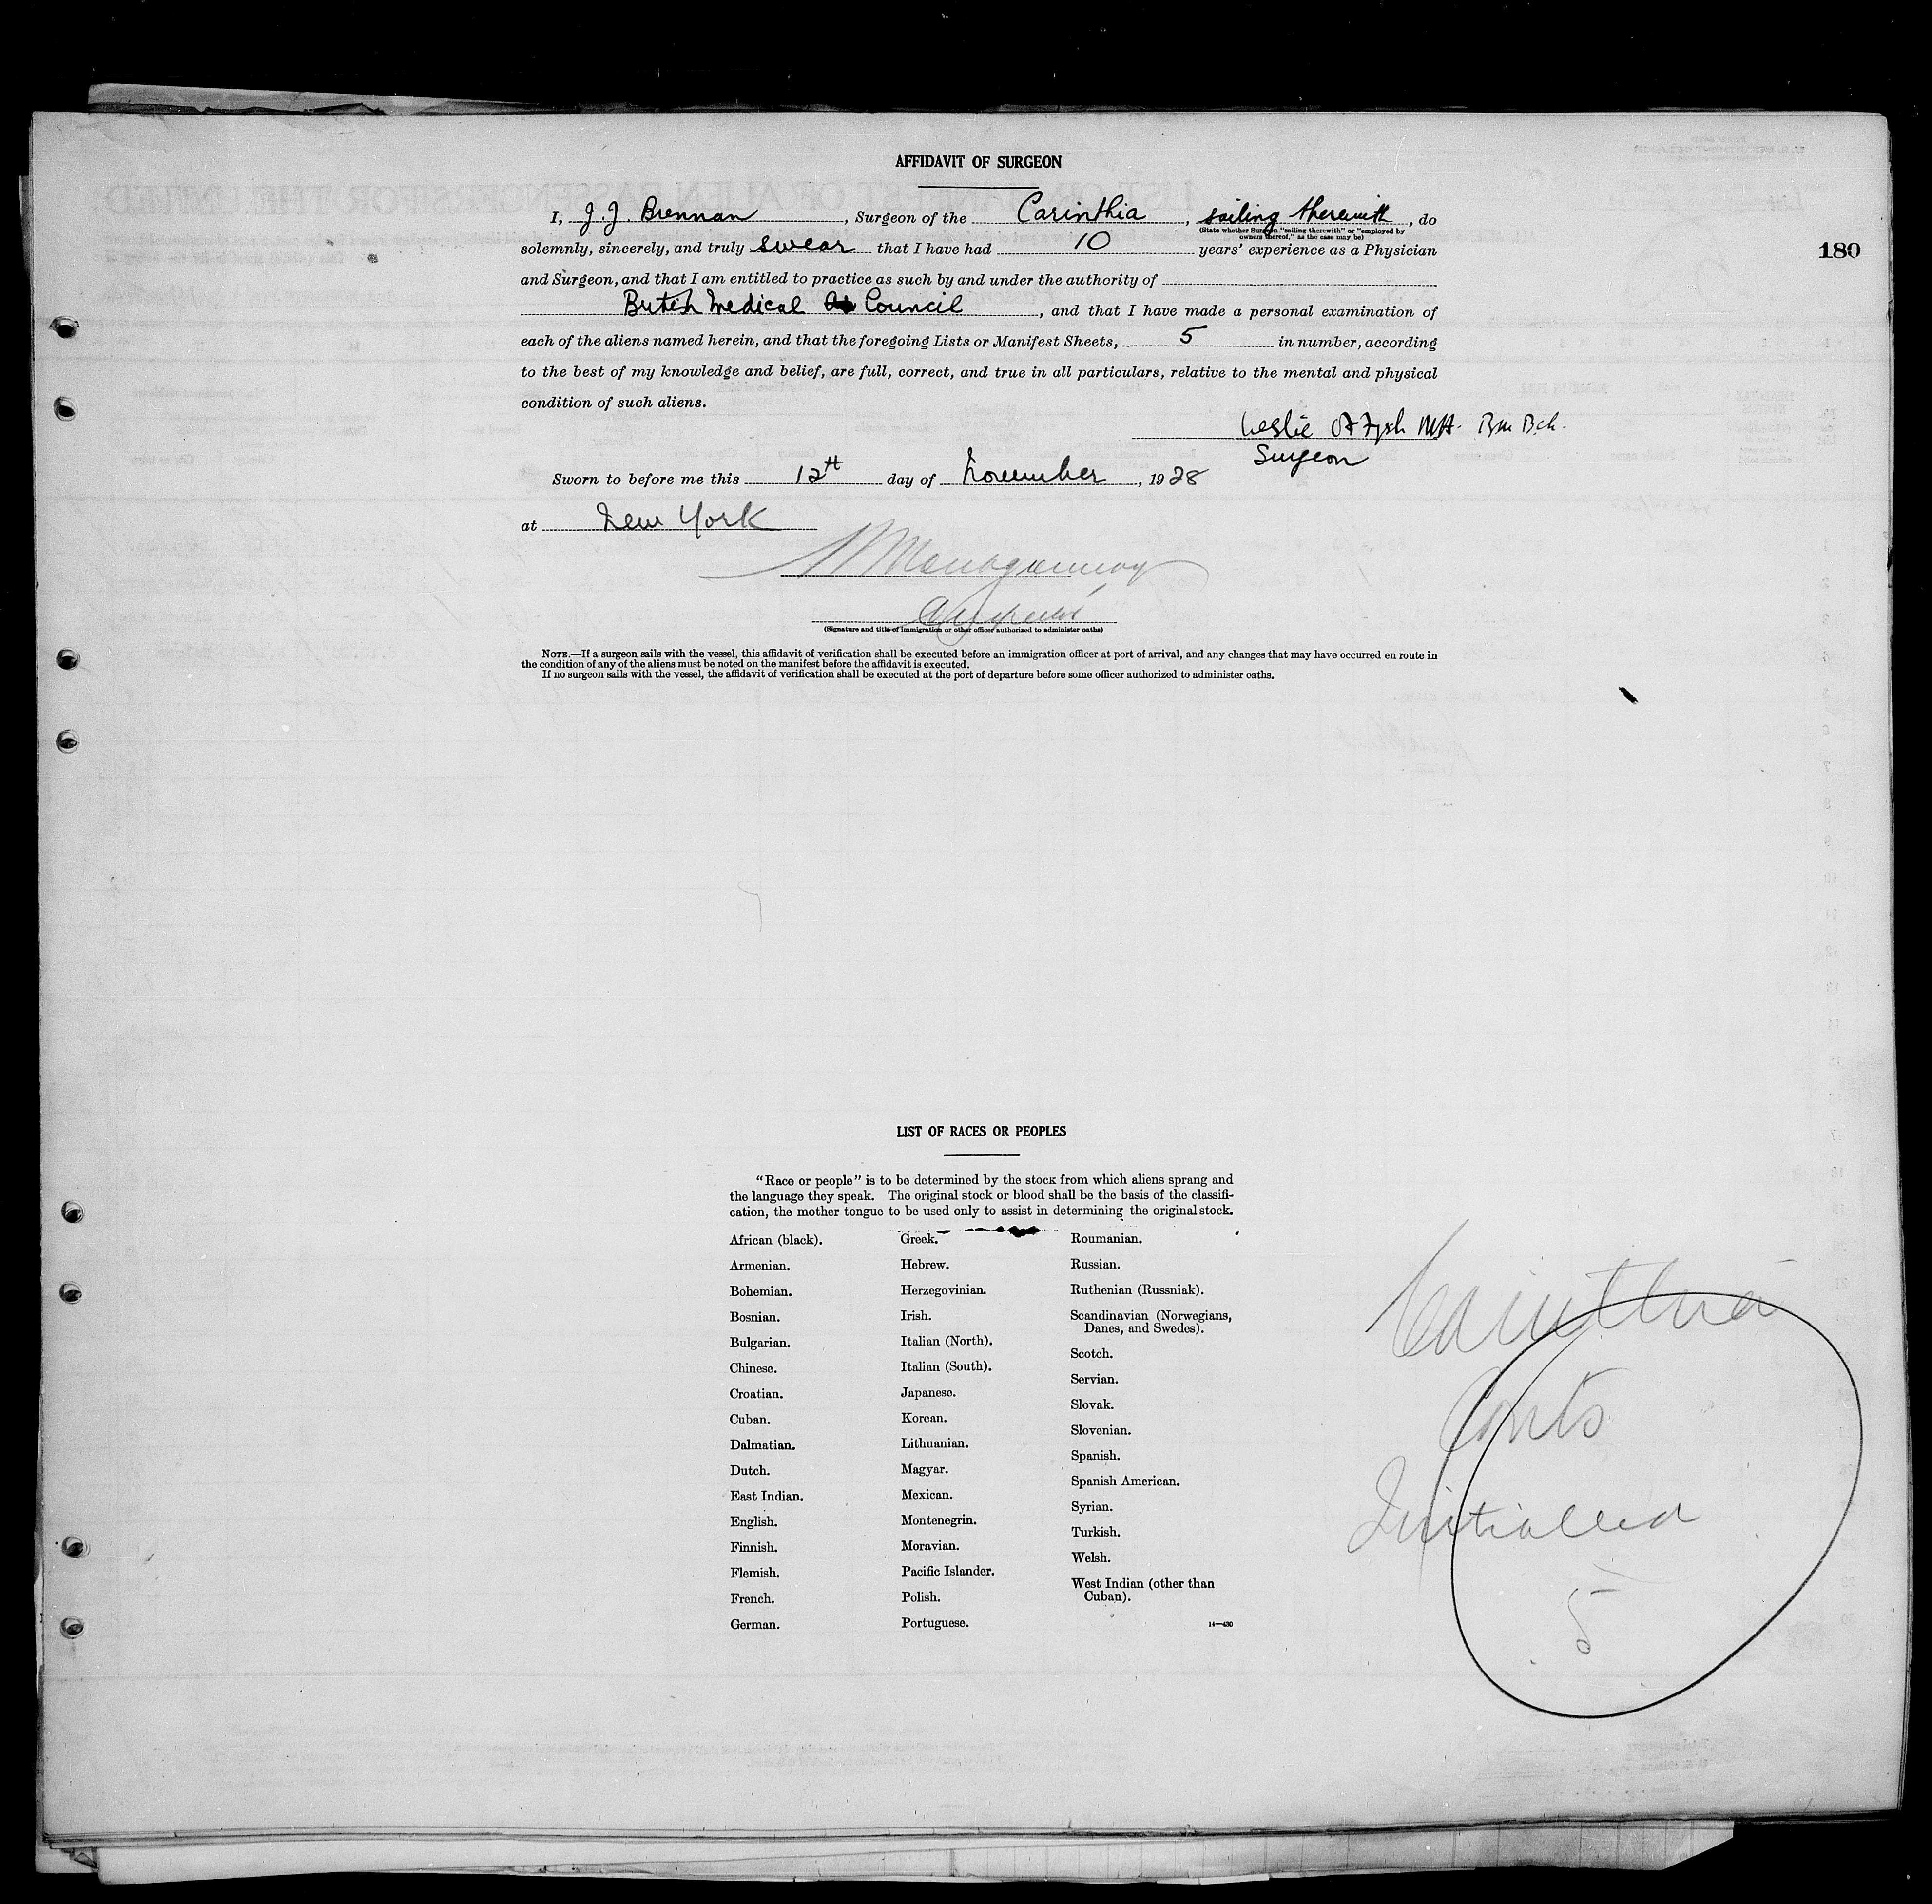 AFFIDAVIT OF SURGEON
I, J. J. Brennan, Surgeon of the Carinthia, sailing therewith, do
(State whether Surgeon "sailing therewith" or "employed by
owners thereof," as the case may be)
solemnly, sincerely, and truly swear that I have had 10 years' experience as a Physician
180
and Surgeon, and that I am entitled to practice as such by and under the authority of
British Medical Council, and that I have made a personal examination of
each of the aliens named herein, and that the foregoing Lists or Manifest Sheets, 5 in number, according
to the best of my knowledge and belief, are full, correct, and true in all particulars, relative to the mental and physical
condition of such aliens.
Leslie MA. BM Bch.
Surgeon
Sworn to before me this 12th day of November, 1928
at New York
(Signature and title of immigration or other officer authorized to administer oaths)
NOTE.—If a surgeon sails with the vessel, this affidavit of verification shall be executed before an immigration officer at port of arrival, and any changes that may have occurred en route in
the condition of any of the aliens must be noted on the manifest before the affidavit is executed.
If no surgeon sails with the vessel, the affidavit of verification shall be executed at the port of departure before some officer authorized to administer oaths.
LIST OF RACES OR PEOPLES
"Race or people" is to be determined by the stock from which aliens sprang and
the language they speak. The original stock or blood shall be the basis of the classifi-
cation, the mother tongue to be used only to assist in determining the original stock.
African (black).
Armenian.
Bohemian.
Bosnian.
Bulgarian.
Chinese.
Croatian.
Cuban.
Dalmatian.
Dutch.
East Indian.
English.
Finnish.
Flemish.
French.
German.
Greek.
Hebrew.
Herzegovinian.
Irish.
Italian (North).
Italian (South).
Japanese.
Korean.
Lithuanian.
Magyar.
Mexican.
Montenegrin.
Moravian.
Pacific Islander.
Polish.
Portuguese.
Roumanian.
Russian.
Ruthenian (Russniak).
Scandinavian (Norwegians,
Danes, and Swedes).
Scotch.
Servian.
Slovak.
Slovenian.
Spanish.
Spanish American.
Syrian.
Turkish.
Welsh.
West Indian (other than
Cuban).
14—430
Carinthia
Initialled
5